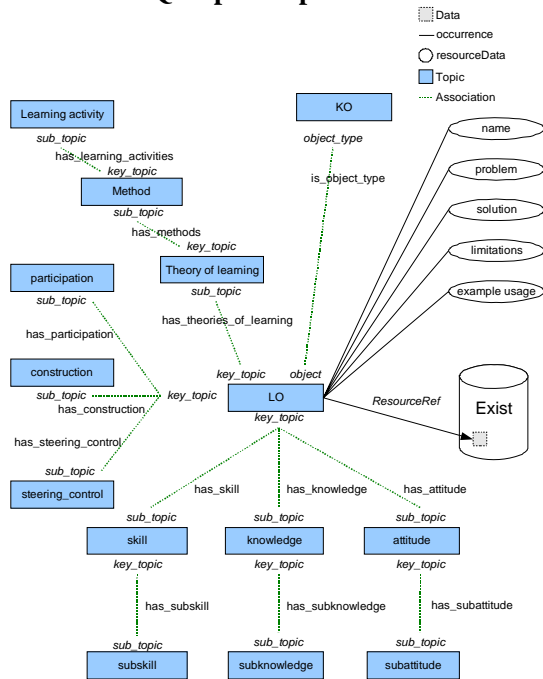 Data
occurrence
resourceData
Topic
Association
Learning activity
sub_topic
has_learning_activities
key_topic
Method
sub_topic
has_methods
key_topic
Theory of learning
sub_topic
has_theories_of_learning
KO
object_type
is_object_type
name
problem
solution
limitations
example usage
participation
sub_topic
has_participation
construction
sub_topic
has_construction
has_steering_control
sub_topic
steering_control
key_topic
key_topic
object
LO
key_topic
ResourceRef
Exist
has_skill
has_knowledge
has_attitude
sub_topic
sub_topic
sub_topic
skill
knowledge
attitude
key_topic
key_topic
key_topic
has_subskill
has_subknowledge
has_subattitude
sub_topic
sub_topic
sub_topic
subskill
subknowledge
subattitude